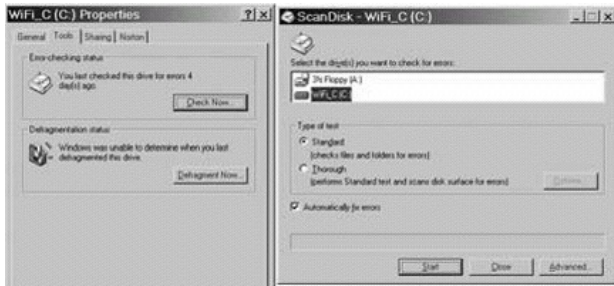 WiFi_C (C:) Properties
General Tools Sharing Norton
Error-checking status
You last checked this drive for errors 4
day(s) ago.
Check Now...
Defragmentation status
Windows was unable to determine when you last
defragmented this drive.
Defragment Now...
ScanDisk - WiFi_C (C:)
Select the drive(s) you want to check for errors:
3½ Floppy (A:)
WiFi_C (C:)
Type of test
Standard
(checks files and folders for errors)
Thorough
(performs Standard test and scans disk surface for errors)
Options...
Automatically fix errors
Start Close Advanced...